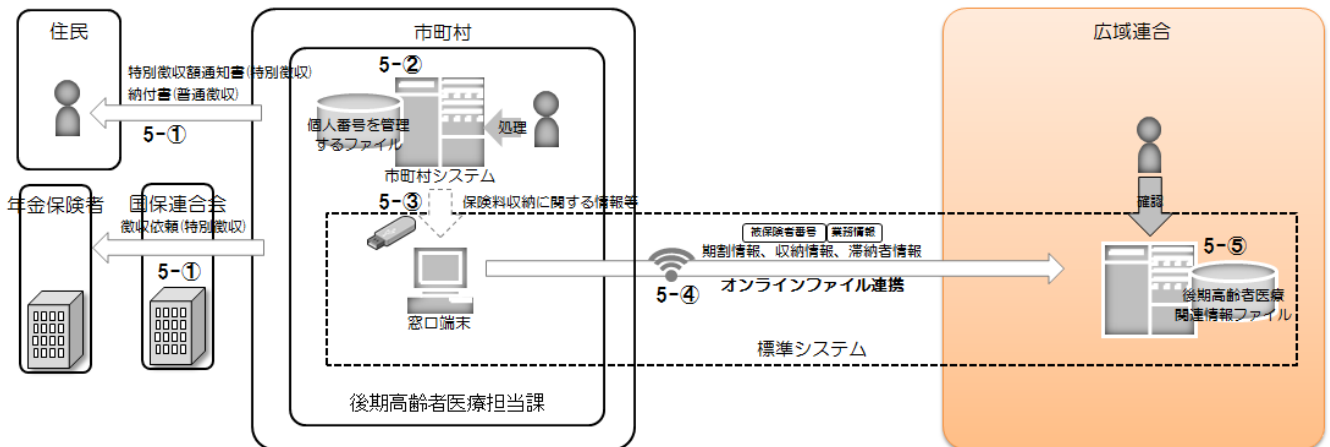 住民
特別徴収額通知書(特別徴収)
納付書(普通徴収)
5-①
年金保険者
国保連合会
徴収依頼(特別徴収)
5-①
市町村
5-②
個人番号を管理
するファイル
処理
市町村システム
5-③
保険料収納に関する情報等
窓口端末
後期高齢者医療担当課
被保険者番号
業務情報
期割情報、収納情報、滞納者情報
5-④
オンラインファイル連携
標準システム
広域連合
確認
5-⑤
後期高齢者医療
関連情報ファイル